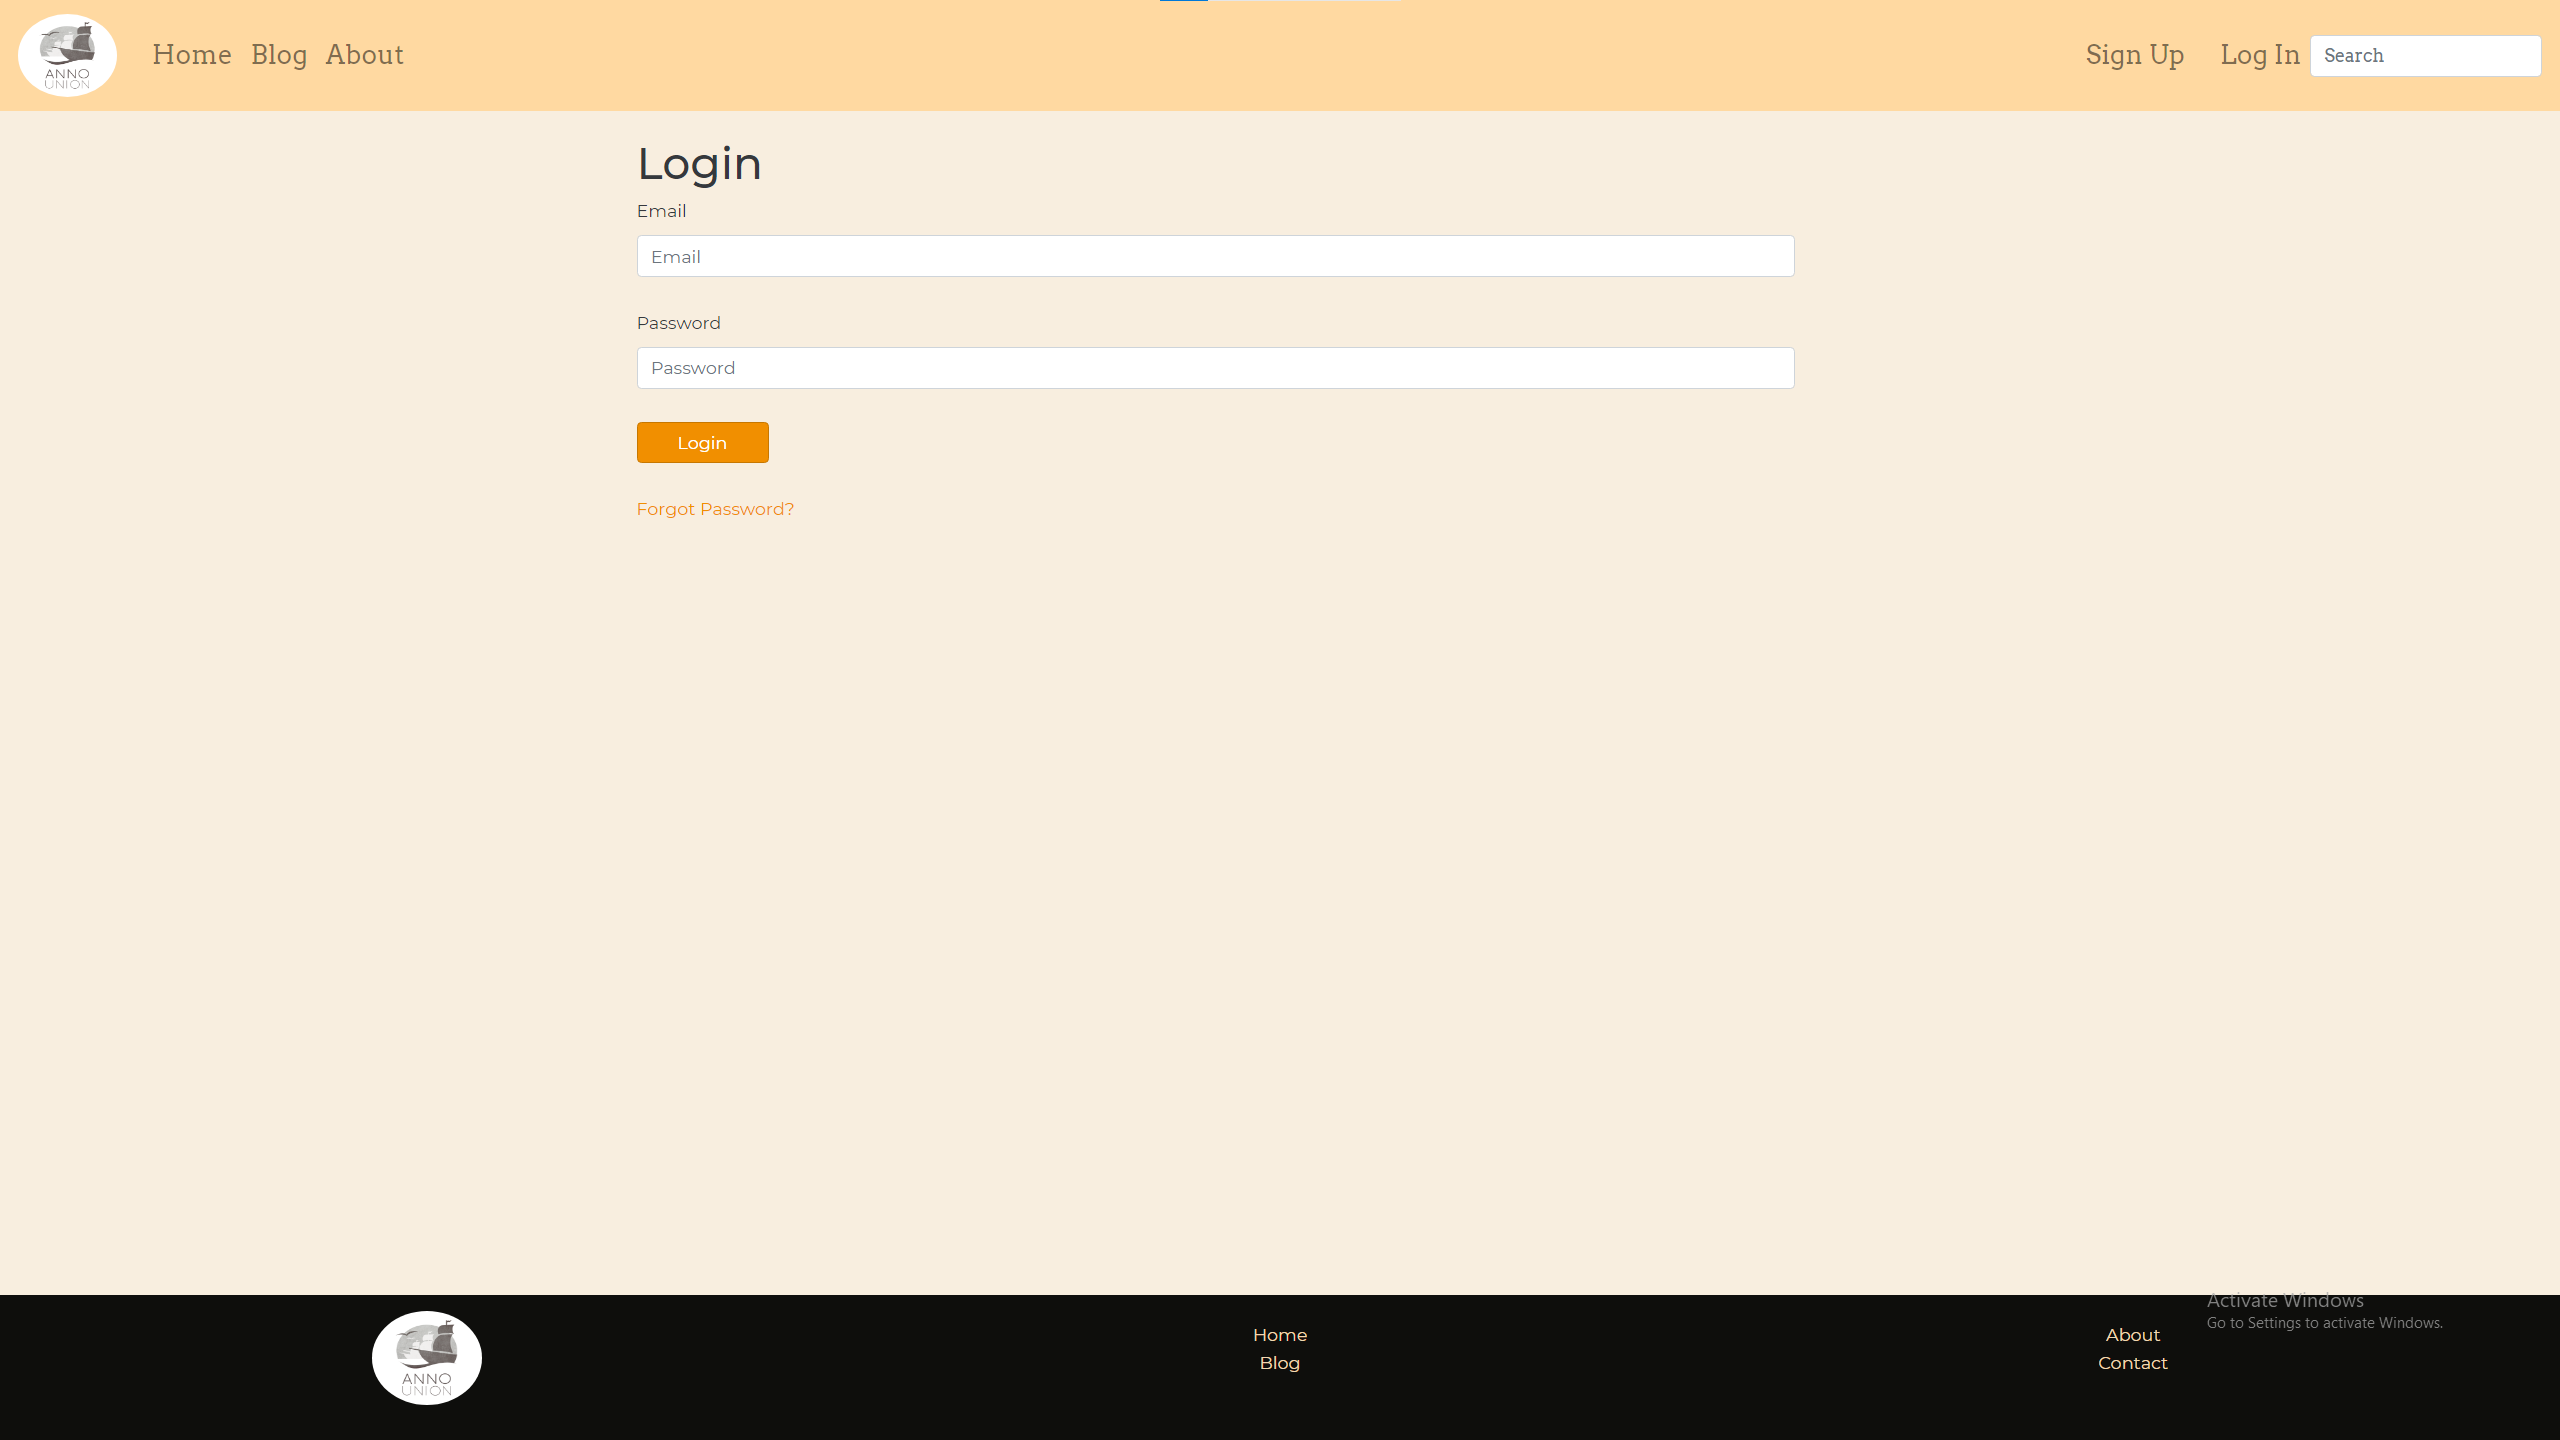 ANNO
UNION
Home Blog About
Sign Up Log In Search
Login
Email
Email
Password
Password
Login
Forgot Password?
ANNO
UNION
Home
Blog
About
Contact
Activate Windows
Go to Settings to activate Windows.